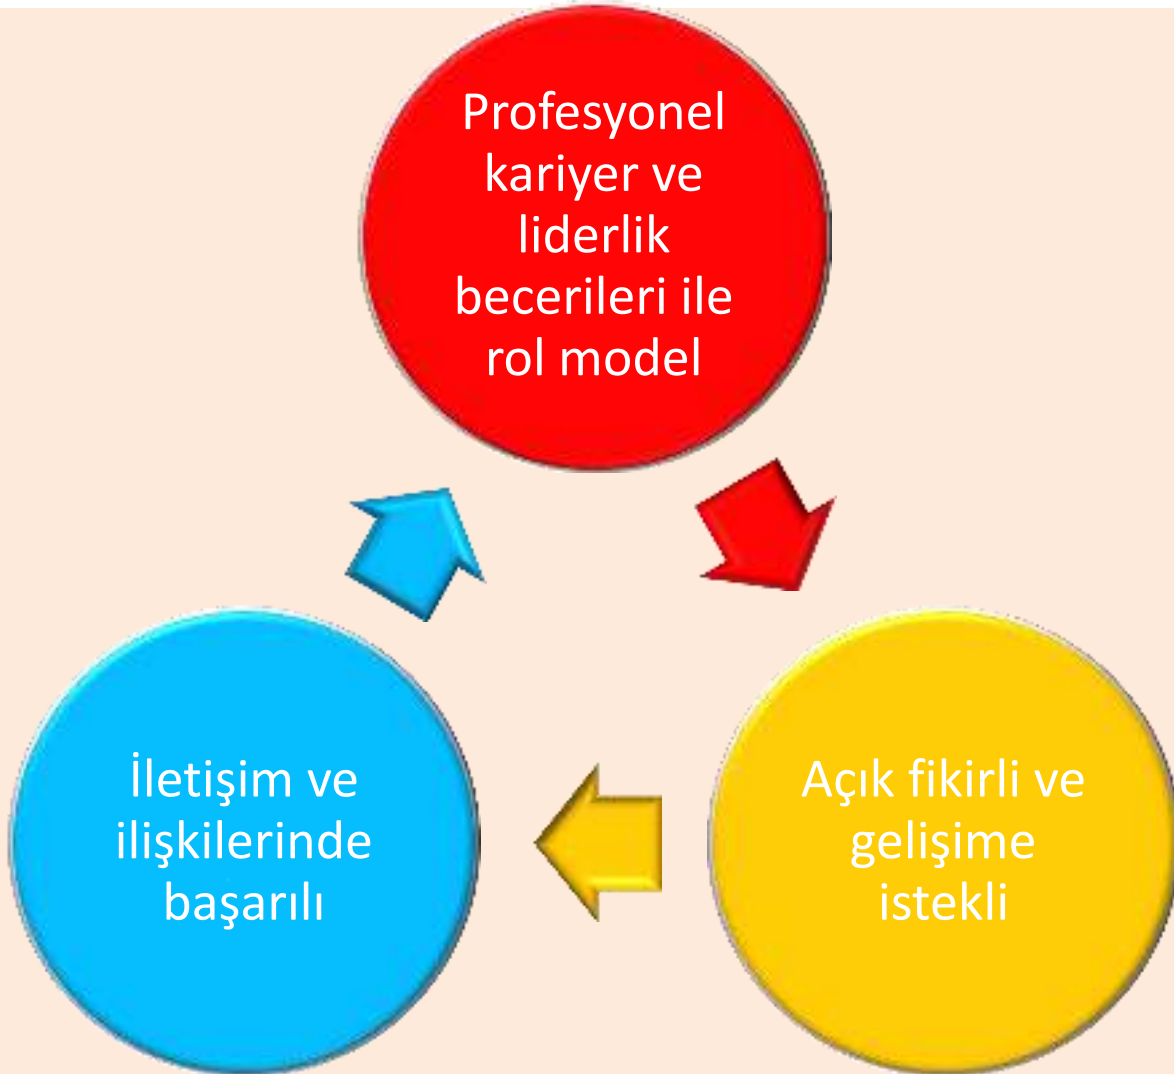 Profesyonel
kariyer ve
liderlik
becerileri ile
rol model
Açık fikirli ve
gelişime
istekli
İletişim ve
ilişkilerinde
başarılı